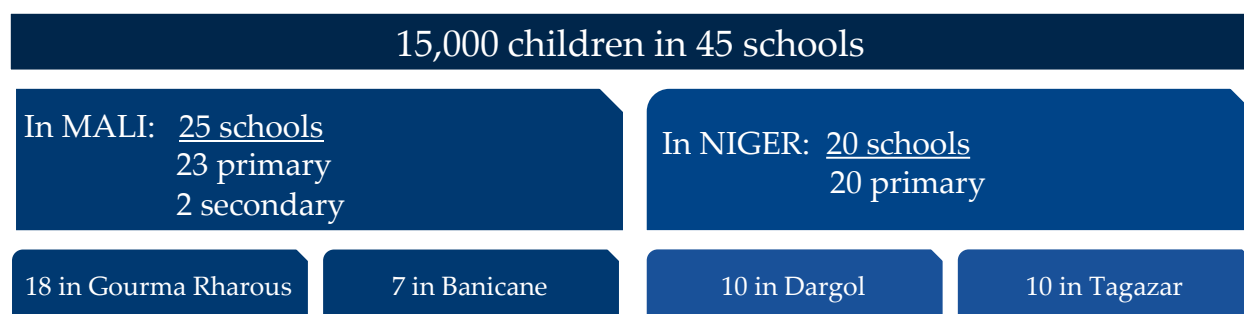 15,000 children in 45 schools
In MALI: 25 schools
23 primary
2 secondary
In NIGER: 20 schools
20 primary
18 in Gourma Rharous
7 in Banicane
10 in Dargol
10 in Tagazar